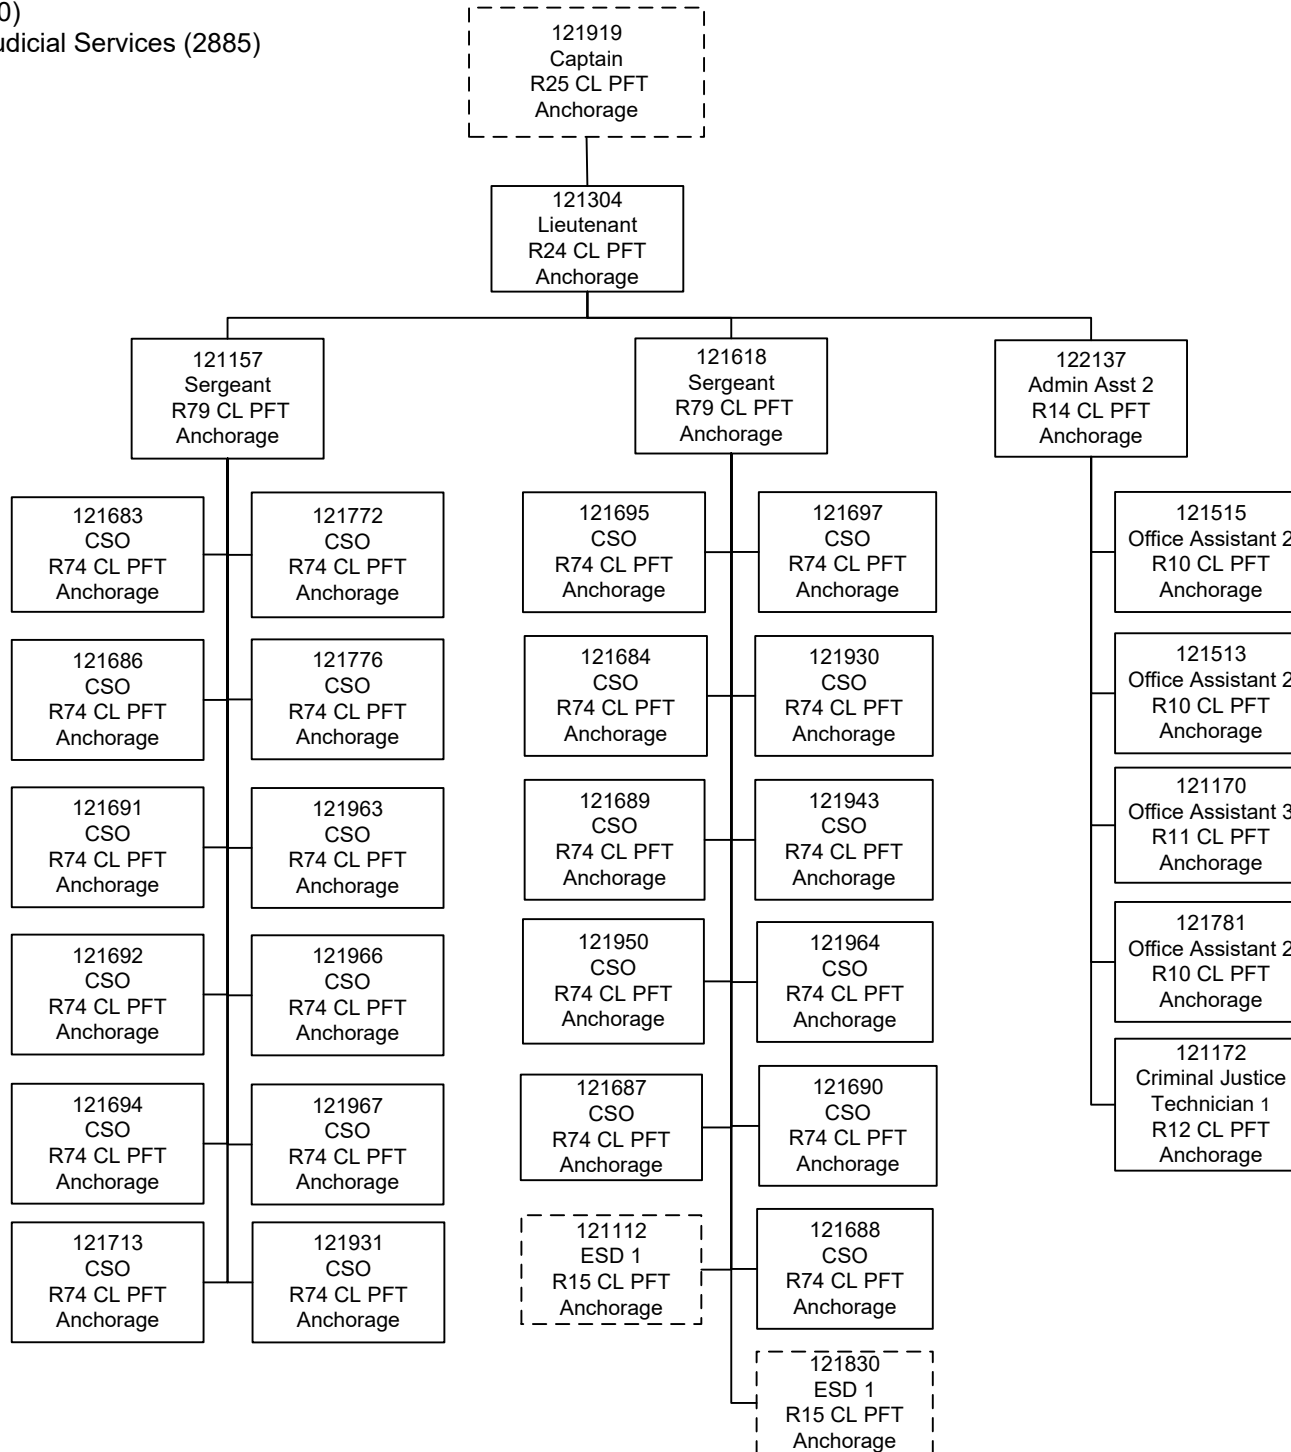 0)
udicial Services (2885)
121919
Captain
R25 CL PFT
Anchorage
121304
Lieutenant
R24 CL PFT
Anchorage
121157
Sergeant
R79 CL PFT
Anchorage
121618
Sergeant
R79 CL PFT
Anchorage
122137
Admin Asst 2
R14 CL PFT
Anchorage
121683
CSO
R74 CL PFT
Anchorage
121772
CSO
R74 CL PFT
Anchorage
121686
CSO
R74 CL PFT
Anchorage
121776
CSO
R74 CL PFT
Anchorage
121691
CSO
R74 CL PFT
Anchorage
121963
CSO
R74 CL PFT
Anchorage
121692
CSO
R74 CL PFT
Anchorage
121966
CSO
R74 CL PFT
Anchorage
121694
CSO
R74 CL PFT
Anchorage
121967
CSO
R74 CL PFT
Anchorage
121713
CSO
R74 CL PFT
Anchorage
121931
CSO
R74 CL PFT
Anchorage
121695
CSO
R74 CL PFT
Anchorage
121697
CSO
R74 CL PFT
Anchorage
121684
CSO
R74 CL PFT
Anchorage
121930
CSO
R74 CL PFT
Anchorage
121689
CSO
R74 CL PFT
Anchorage
121943
CSO
R74 CL PFT
Anchorage
121950
CSO
R74 CL PFT
Anchorage
121964
CSO
R74 CL PFT
Anchorage
121687
CSO
R74 CL PFT
Anchorage
121690
CSO
R74 CL PFT
Anchorage
121112
ESD 1
R15 CL PFT
Anchorage
121688
CSO
R74 CL PFT
Anchorage
121830
ESD 1
R15 CL PFT
Anchorage
121515
Office Assistant 2
R10 CL PFT
Anchorage
121513
Office Assistant 2
R10 CL PFT
Anchorage
121170
Office Assistant 3
R11 CL PFT
Anchorage
121781
Office Assistant 2
R10 CL PFT
Anchorage
121172
Criminal Justice
Technician 1
R12 CL PFT
Anchorage